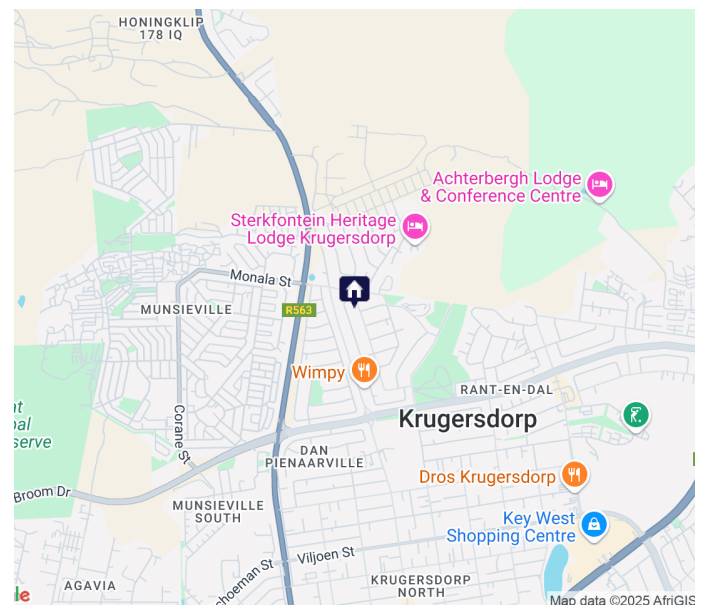 HONINGKLIP
178 IQ
Achterbergh Lodge
& Conference Centre
Sterkfontein Heritage
Lodge Krugersdorp
Monala St
MUNSIEVILLE
R563
Wimpy
RANT-EN-DAL
Krugersdorp
Corane St
DAN
PIENAARVILLE
Dros Krugersdorp
Broom Dr
MUNSIEVILLE
SOUTH
Key West
Shopping Centre
Viljoen St
choeman St
AGAVIA
KRUGERSDORP
NORTH
Map data ©2025 AfriGIS